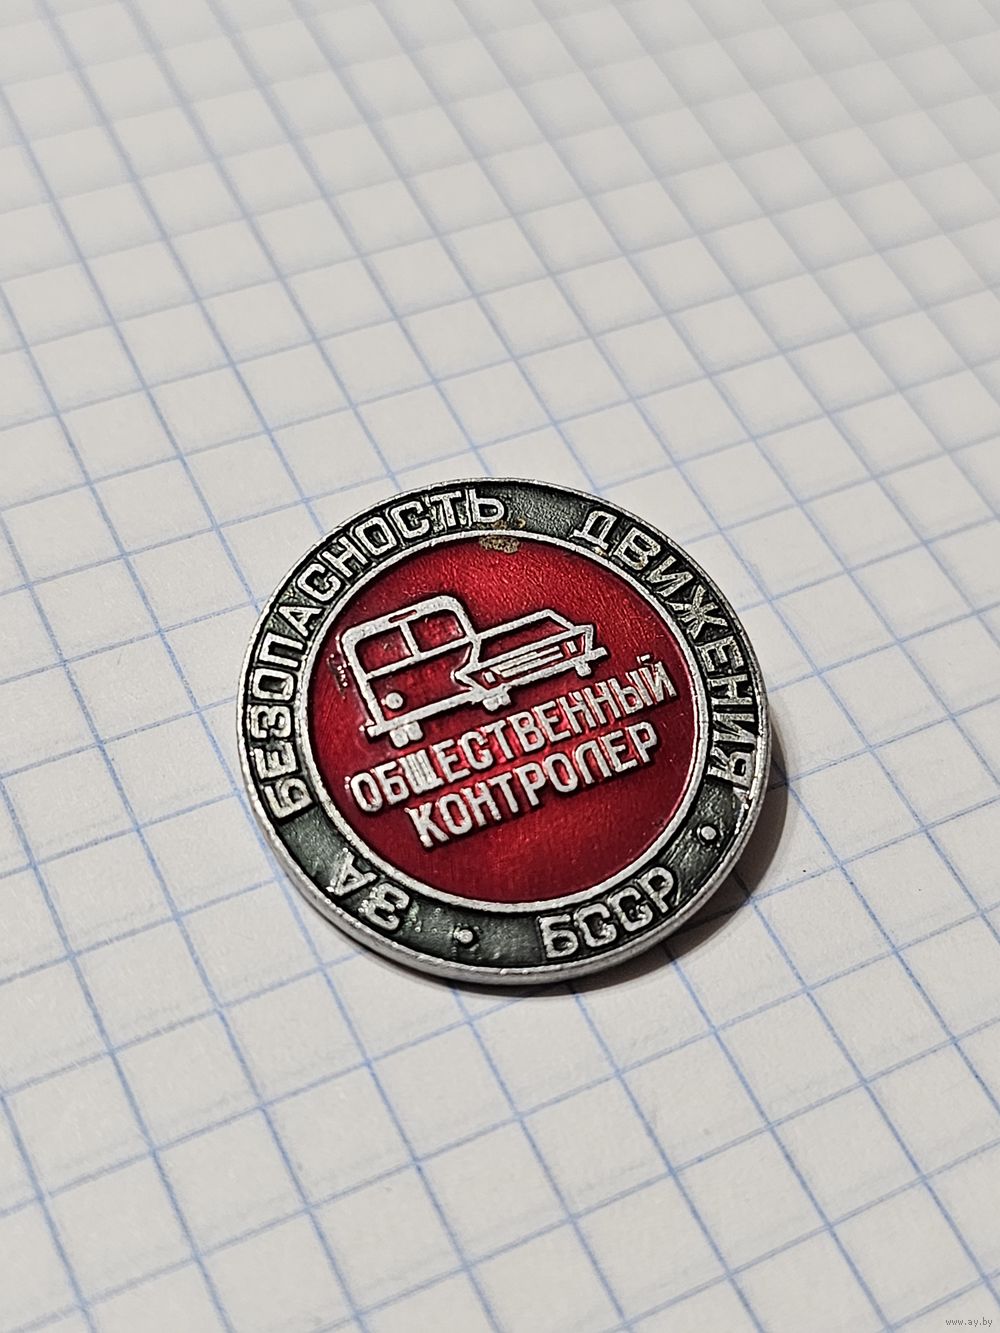 ЗА БЕЗОПАСНОСТЬ ДВИЖЕНИЯ
ОБЩЕСТВЕННЫЙ
КОНТРОЛЕР
БССР
www.ay.by